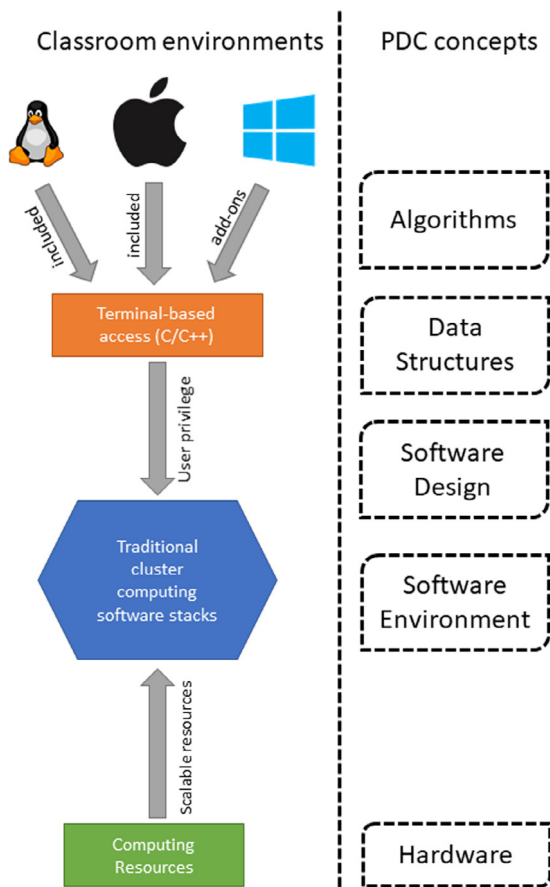 Classroom environments
PDC concepts
included
included
add-ons
Algorithms
Terminal-based
access (C/C++)
Data
Structures
User privilege
Software
Design
Traditional
cluster
computing
software stacks
Software
Environment
Scalable resources
Computing
Resources
Hardware